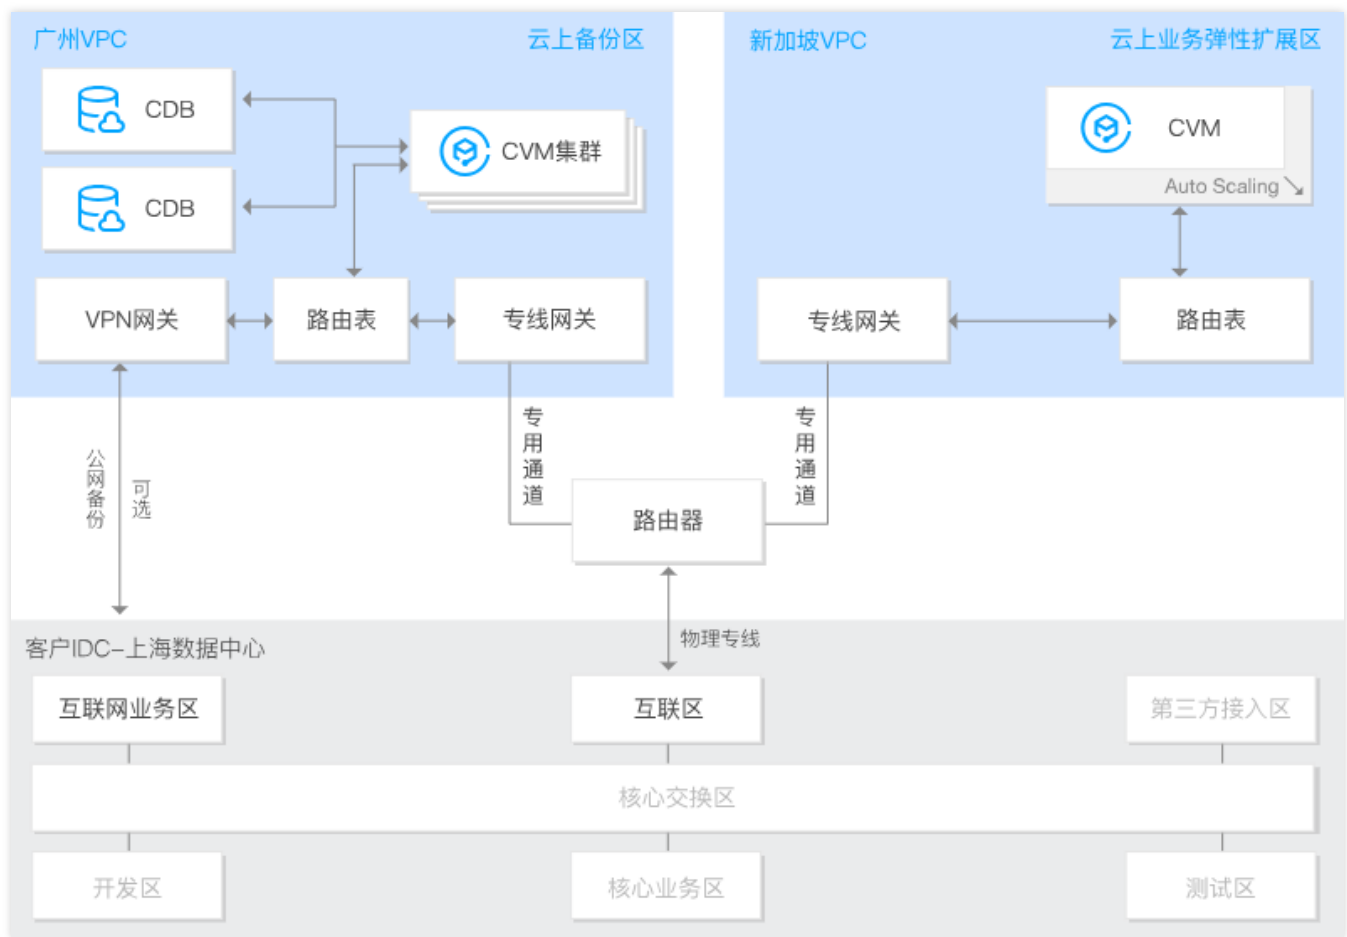 广州VPC
云上备份区
CDB
CDB
CVM集群
VPN网关
路由表
专线网关
新加坡VPC
云上业务弹性扩展区
CVM
Auto Scaling
专线网关
路由表
公网备份
可选
专用通道
专用通道
路由器
物理专线
客户IDC-上海数据中心
互联网业务区
互联区
第三方接入区
核心交换区
开发区
核心业务区
测试区